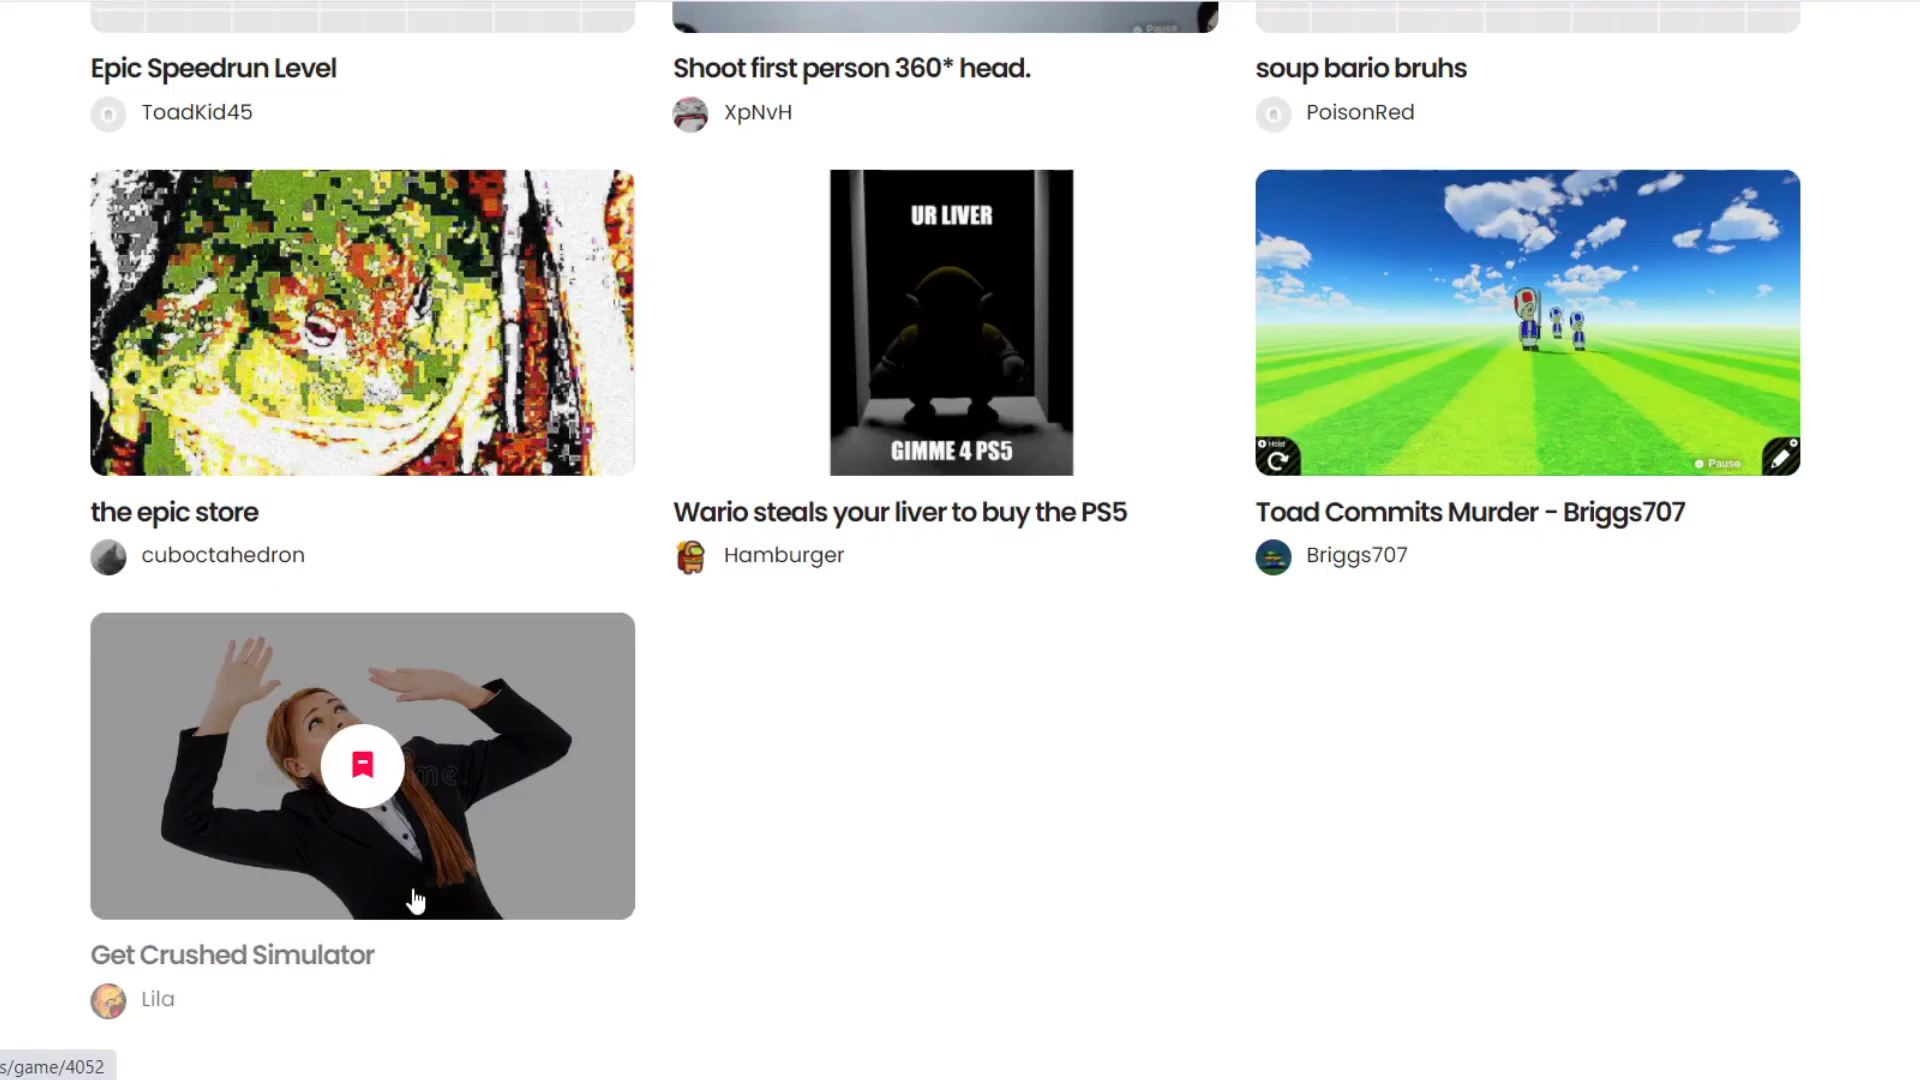 Pause
Epic Speedrun Level
ToadKid45
Shoot first person 360* head.
XpNvH
soup bario bruhs
PoisonRed
UR LIVER
GIMME 4 PS5
Hold
Pause
the epic store
cuboctahedron
Wario steals your liver to buy the PS5
Hamburger
Toad Commits Murder - Briggs707
Briggs707
Get Crushed Simulator
Lila
s/game/4052